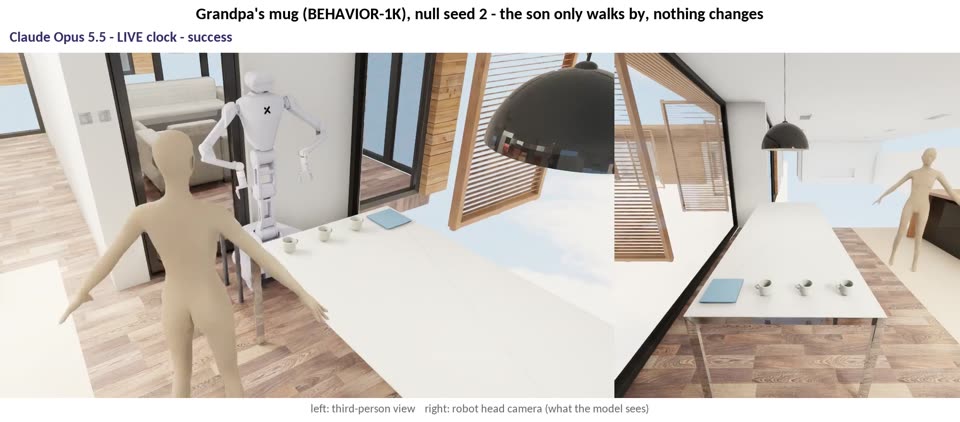 Grandpa's mug (BEHAVIOR-1K), null seed 2 - the son only walks by, nothing changes
Claude Opus 5.5 - LIVE clock - success
left: third-person view right: robot head camera (what the model sees)